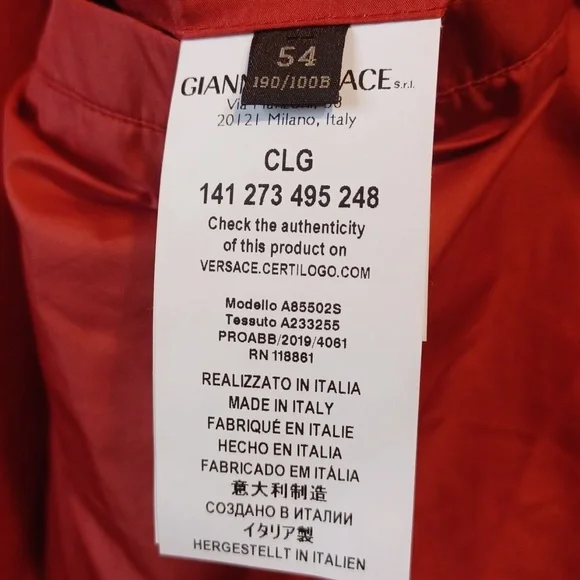 54
190/100B
GIAN ACE S.r.l.
Via
20121 Milano, Italy
CLG
141 273 495 248
Check the authenticity
of this product on
VERSACE.CERTILOGO.COM
Modello A85502S
Tessuto A233255
PROABB/2019/4061
RN 118861
REALIZZATO IN ITALIA
MADE IN ITALY
FABRIQUÉ EN ITALIE
HECHO EN ITALIA
FABRICADO EM ITÁLIA
意大利制造
СОЗДАНО В ИТАЛИИ
イタリア製
HERGESTELLT IN ITALIEN